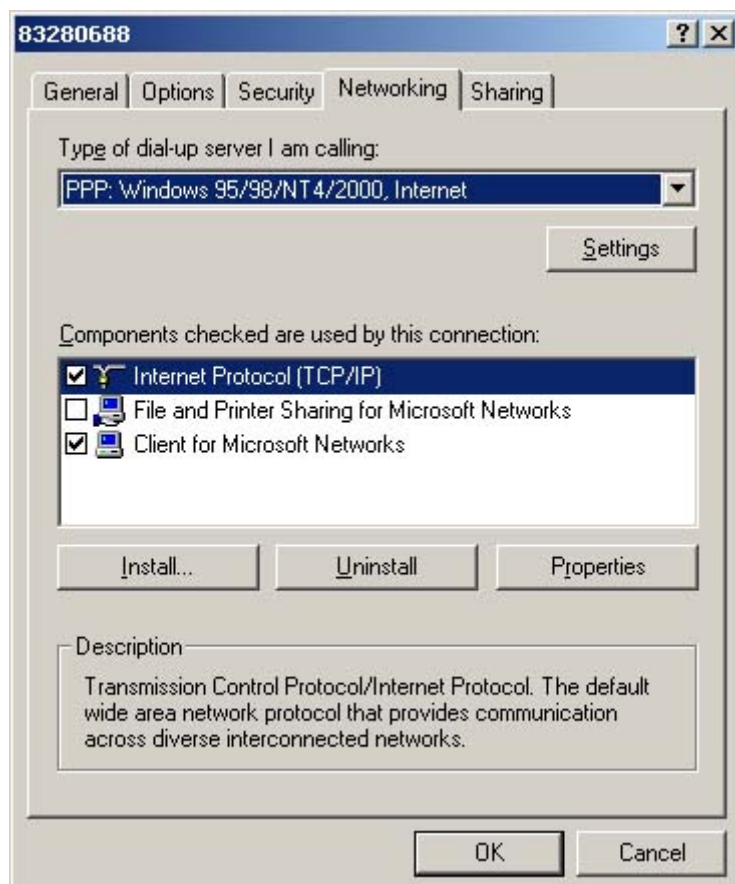 83280688
General Options Security Networking Sharing
Type of dial-up server I am calling:
PPP: Windows 95/98/NT4/2000, Internet
Settings
Components checked are used by this connection:
Internet Protocol (TCP/IP)
File and Printer Sharing for Microsoft Networks
Client for Microsoft Networks
Install... Uninstall Properties
Description
Transmission Control Protocol/Internet Protocol. The default
wide area network protocol that provides communication
across diverse interconnected networks.
OK Cancel